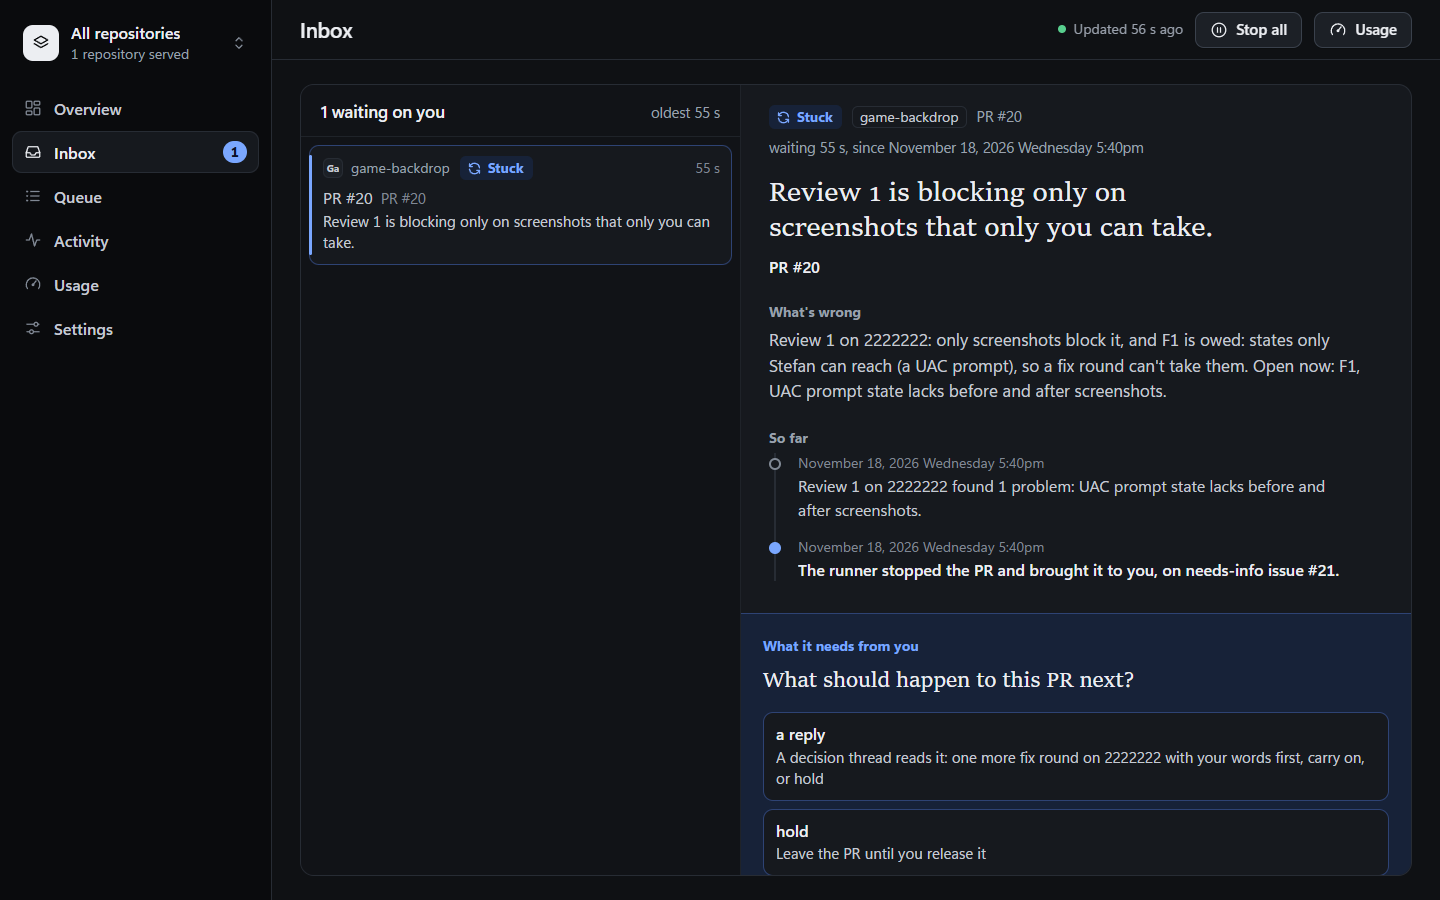 All repositories
1 repository served
Overview
Inbox 1
Queue
Activity
Usage
Settings
Inbox
Updated 56 s ago
Stop all
Usage
1 waiting on you
oldest 55 s
Ga game-backdrop Stuck 55 s
PR #20 PR #20
Review 1 is blocking only on screenshots that only you can
take.
Stuck game-backdrop PR #20
waiting 55 s, since November 18, 2026 Wednesday 5:40pm
Review 1 is blocking only on
screenshots that only you can take.
PR #20
What's wrong
Review 1 on 2222222: only screenshots block it, and F1 is owed: states only
Stefan can reach (a UAC prompt), so a fix round can't take them. Open now: F1,
UAC prompt state lacks before and after screenshots.
So far
November 18, 2026 Wednesday 5:40pm
Review 1 on 2222222 found 1 problem: UAC prompt state lacks before and
after screenshots.
November 18, 2026 Wednesday 5:40pm
The runner stopped the PR and brought it to you, on needs-info issue #21.
What it needs from you
What should happen to this PR next?
a reply
A decision thread reads it: one more fix round on 2222222 with your words first, carry on,
or hold
hold
Leave the PR until you release it